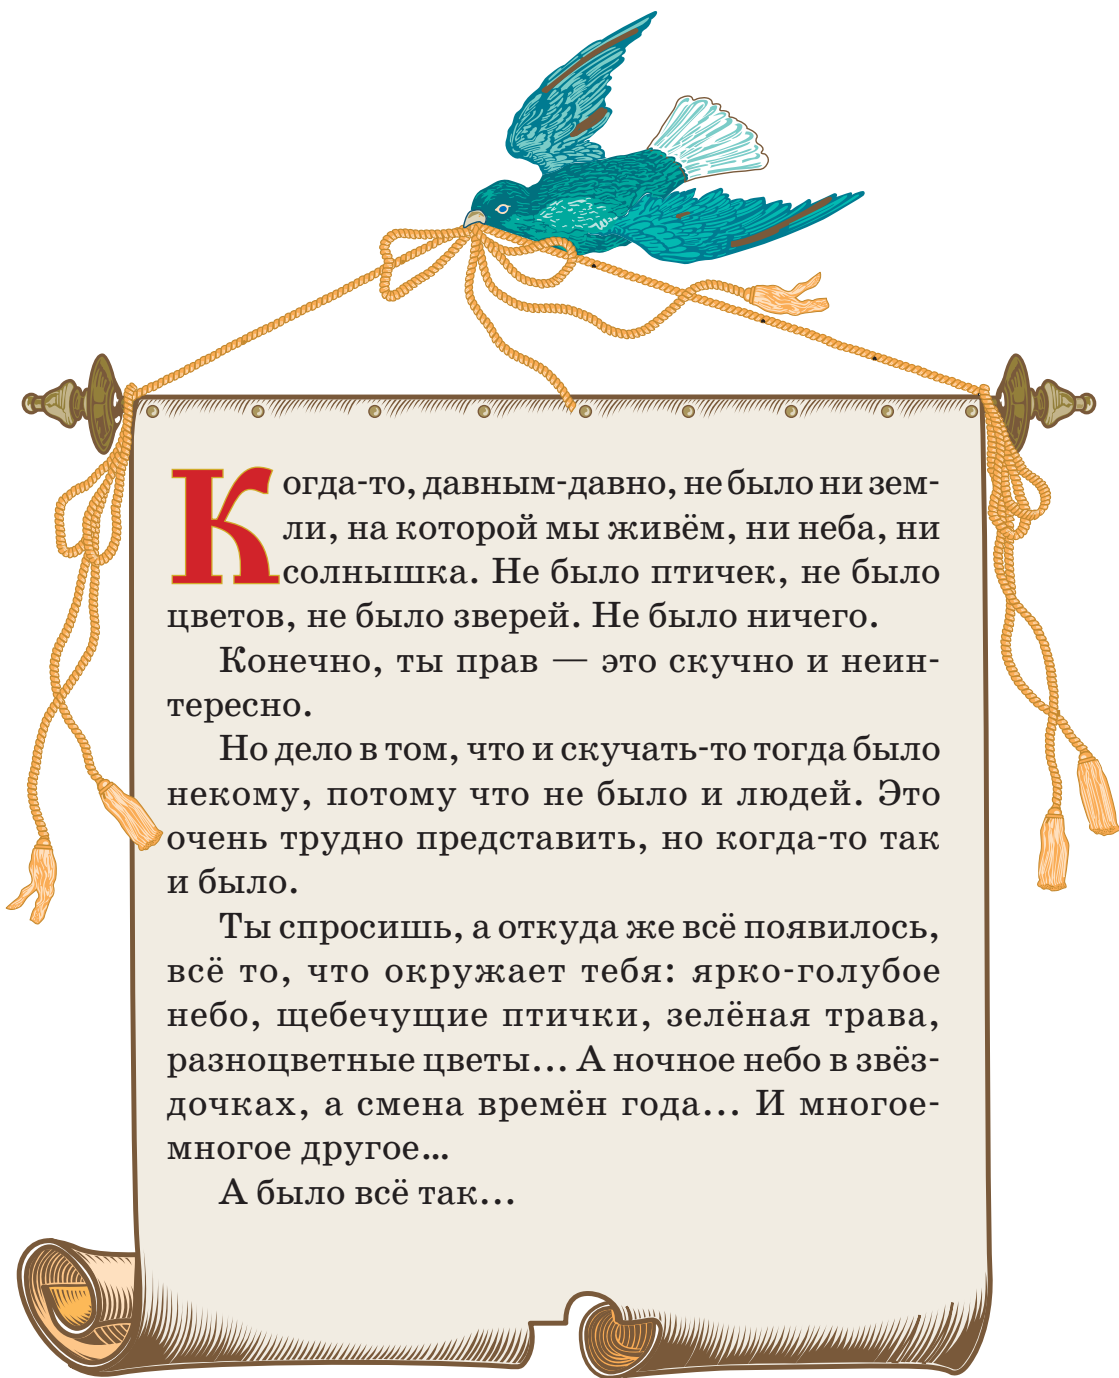 Когда-то, давным-давно, не было ни зем-
ли, на которой мы живём, ни неба, ни
солнышка. Не было птичек, не было
цветов, не было зверей. Не было ничего.
Конечно, ты прав — это скучно и неин-
тересно.
Но дело в том, что и скучать-то тогда было
некому, потому что не было и людей. Это
очень трудно представить, но когда-то так
и было.
Ты спросишь, а откуда же всё появилось,
всё то, что окружает тебя: ярко-голубое
небо, щебечущие птички, зелёная трава,
разноцветные цветы... А ночное небо в звёз-
дочках, а смена времён года... И многое-
многое другое...
А было всё так...